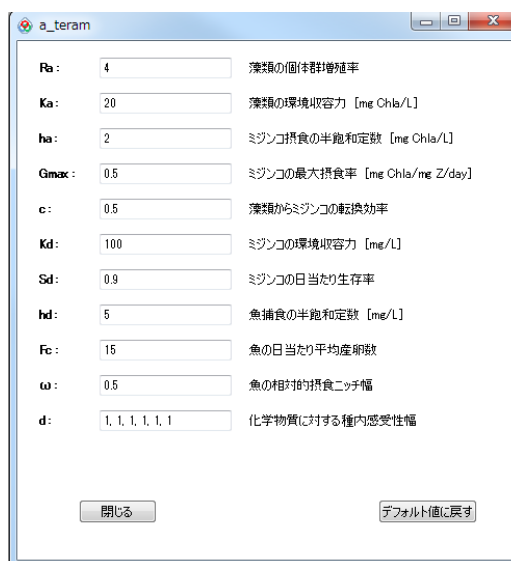 a_teram
Ra : 4 藻類の個体群増殖率
Ka : 20 藻類の環境収容力 [mg Chla/L]
ha : 2 ミジンコ摂食の半飽和定数 [mg Chla/L]
Gmax : 0.5 ミジンコの最大摂食率 [mg Chla/mg Z/day]
c : 0.5 藻類からミジンコの転換効率
Kd : 100 ミジンコの環境収容力 [mg/L]
Sd : 0.9 ミジンコの日当たり生存率
hd : 5 魚捕食の半飽和定数 [mg/L]
Fc : 15 魚の日当たり平均産卵数
ω : 0.5 魚の相対的摂食ニッチ幅
d : 1, 1, 1, 1, 1, 1 化学物質に対する種内感受性幅
閉じる デフォルト値に戻す